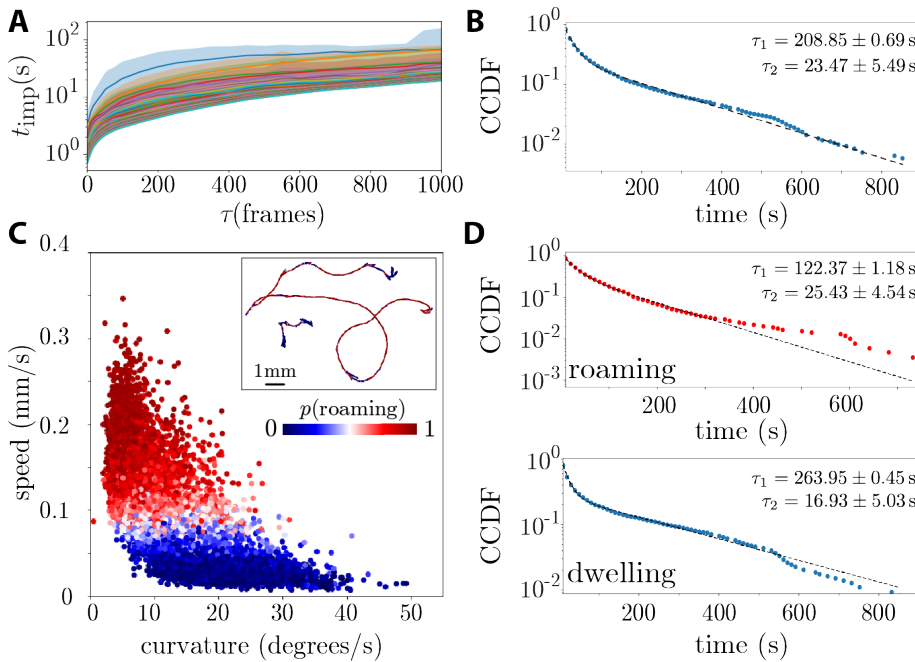 A
t_imp(s)
10²
10¹
10⁰
0 200 400 600 800 1000
τ(frames)
B
CCDF
10⁰
10⁻¹
10⁻²
τ₁ = 208.85 ± 0.69 s
τ₂ = 23.47 ± 5.49 s
200 400 600 800
time (s)
C
speed (mm/s)
0.4
0.3
0.2
0.1
0
1mm
p(roaming)
0 1
0 10 20 30 40 50
curvature (degrees/s)
D
CCDF
10⁰
10⁻¹
10⁻²
10⁻³
τ₁ = 122.37 ± 1.18 s
τ₂ = 25.43 ± 4.54 s
roaming
200 400 600
time (s)
CCDF
10⁰
10⁻¹
10⁻²
τ₁ = 263.95 ± 0.45 s
τ₂ = 16.93 ± 5.03 s
dwelling
200 400 600 800
time (s)